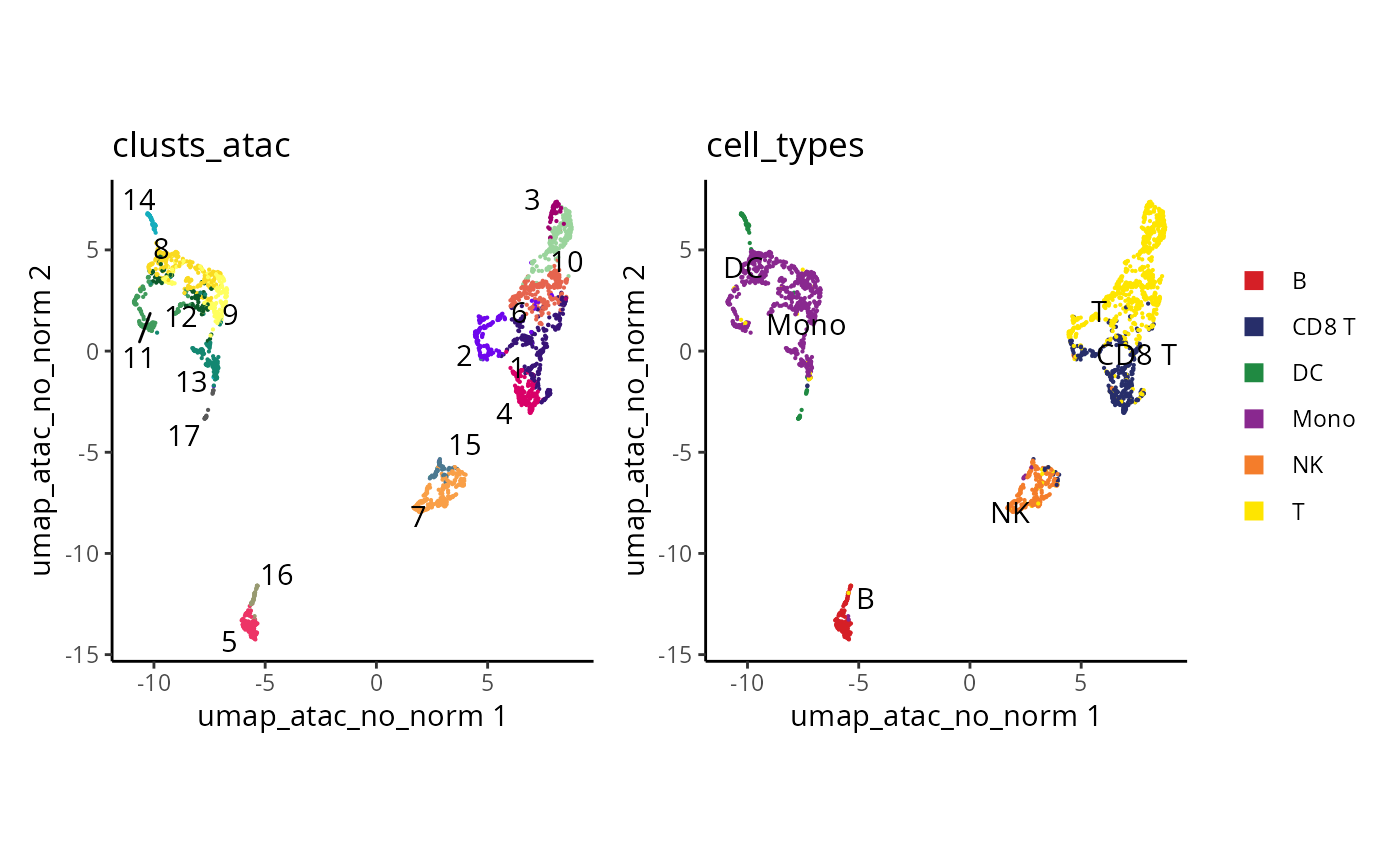 clusts_atac
14
3
8
10
12
9
6
11
2
1
13
4
17
15
7
16
5
5
0
-5
-10
-15
-10
-5
0
5
umap_atac_no_norm 1
umap_atac_no_norm 2
cell_types
DC
T
Mono
CD8 T
NK
B
5
0
-5
-10
-15
-10
-5
0
5
umap_atac_no_norm 1
umap_atac_no_norm 2
B
CD8 T
DC
Mono
NK
T